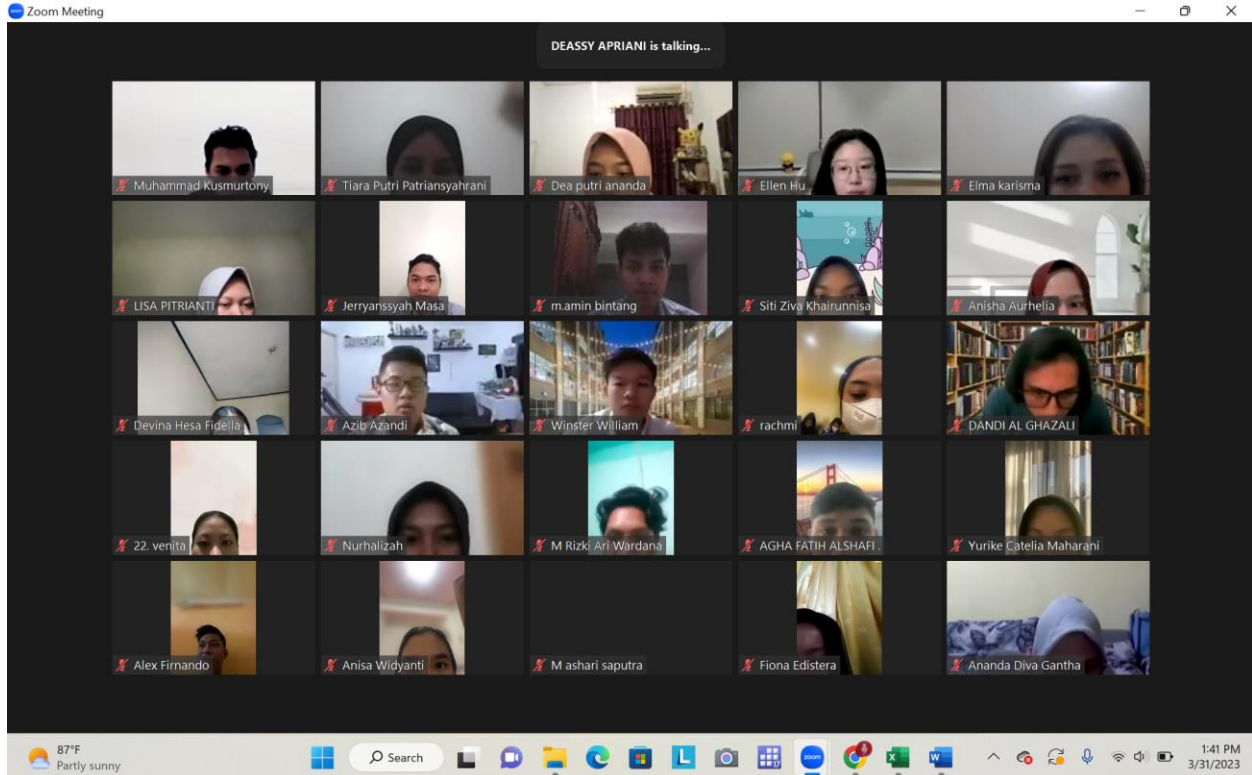 Zoom Meeting
DEASSY APRIANI is talking...
Muhammad Kusmurtony
Tiara Putri Patriansyahrani
Dea putri ananda
Ellen Hu
Elma karisma
LISA PITRIANTI
Jerryanssyah Masa
m.amin bintang
Siti Ziva Khairunnisa
Anisha Aurhelia
Devina Hesa Fidella
Azib Azandi
Winster William
rachmi
DANDI AL GHAZALI
22. venita
Nurhalizah
M Rizki Ari Wardana
AGHA FATIH ALSHAFI .
Yurike Catelia Maharani
Alex Firnando
Anisa Widyanti
M ashari saputra
Fiona Edistera
Ananda Diva Gantha
87°F
Partly sunny
Search
1:41 PM
3/31/2023